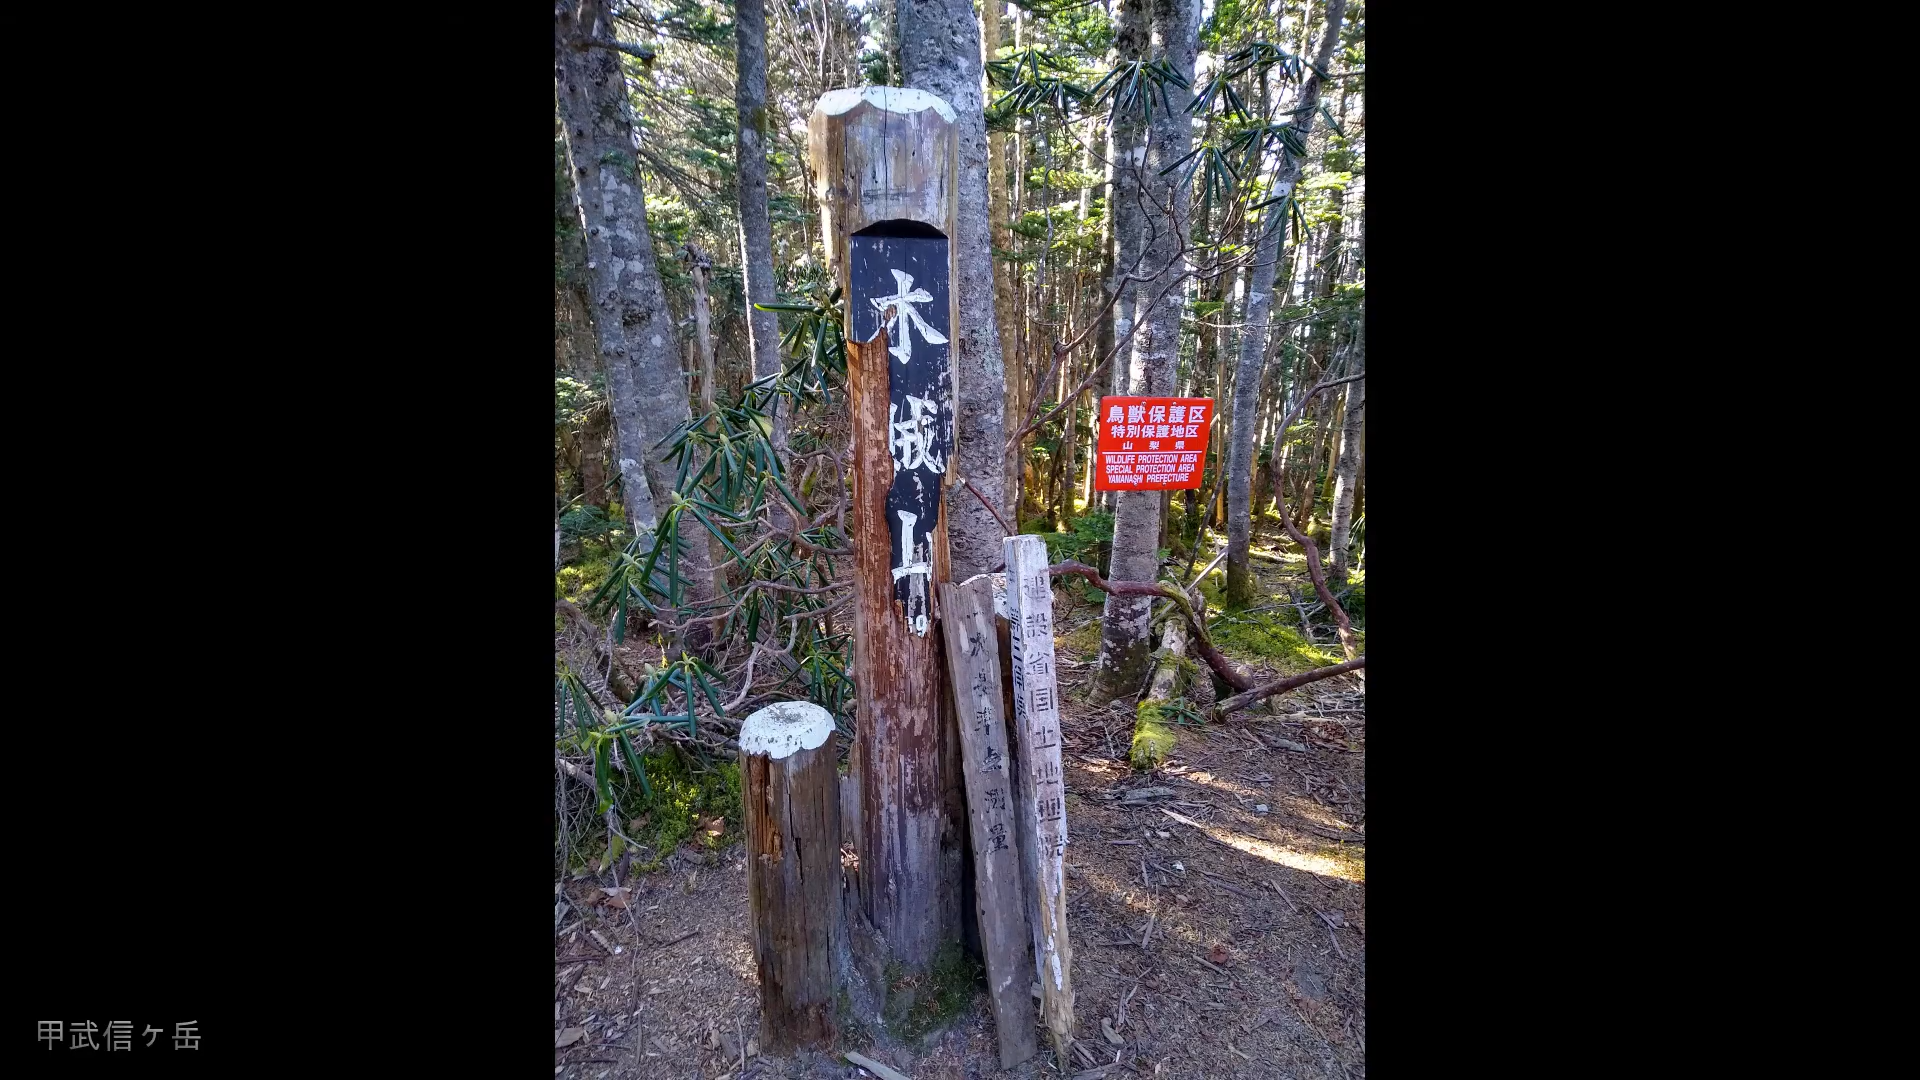 木賊山
鳥獣保護区
特別保護地区
山梨県
WILDLIFE PROTECTION AREA
SPECIAL PROTECTION AREA
YAMANASHI PREFECTURE
建設省国土地理院
測量
甲武信ヶ岳